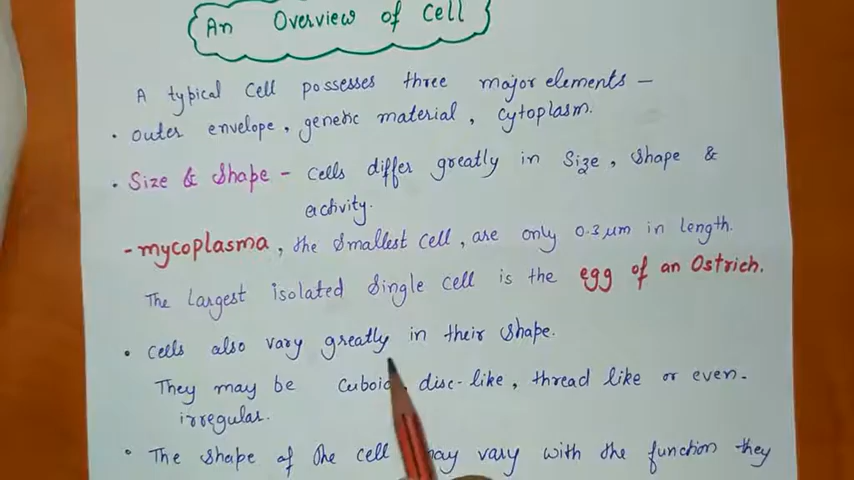 An Overview of cell
A typical cell possesses three major elements -
• outer envelope, genetic material, cytoplasm.
• Size & Shape - Cells differ greatly in Size, Shape &
activity.
- mycoplasma, the smallest cell, are only 0.3 μm in length.
The largest isolated single cell is the egg of an Ostrich.
• cells also vary greatly in their shape.
They may be cuboid, disc-like, thread like or even -
irregular.
• The shape of the cell may vary with the function they